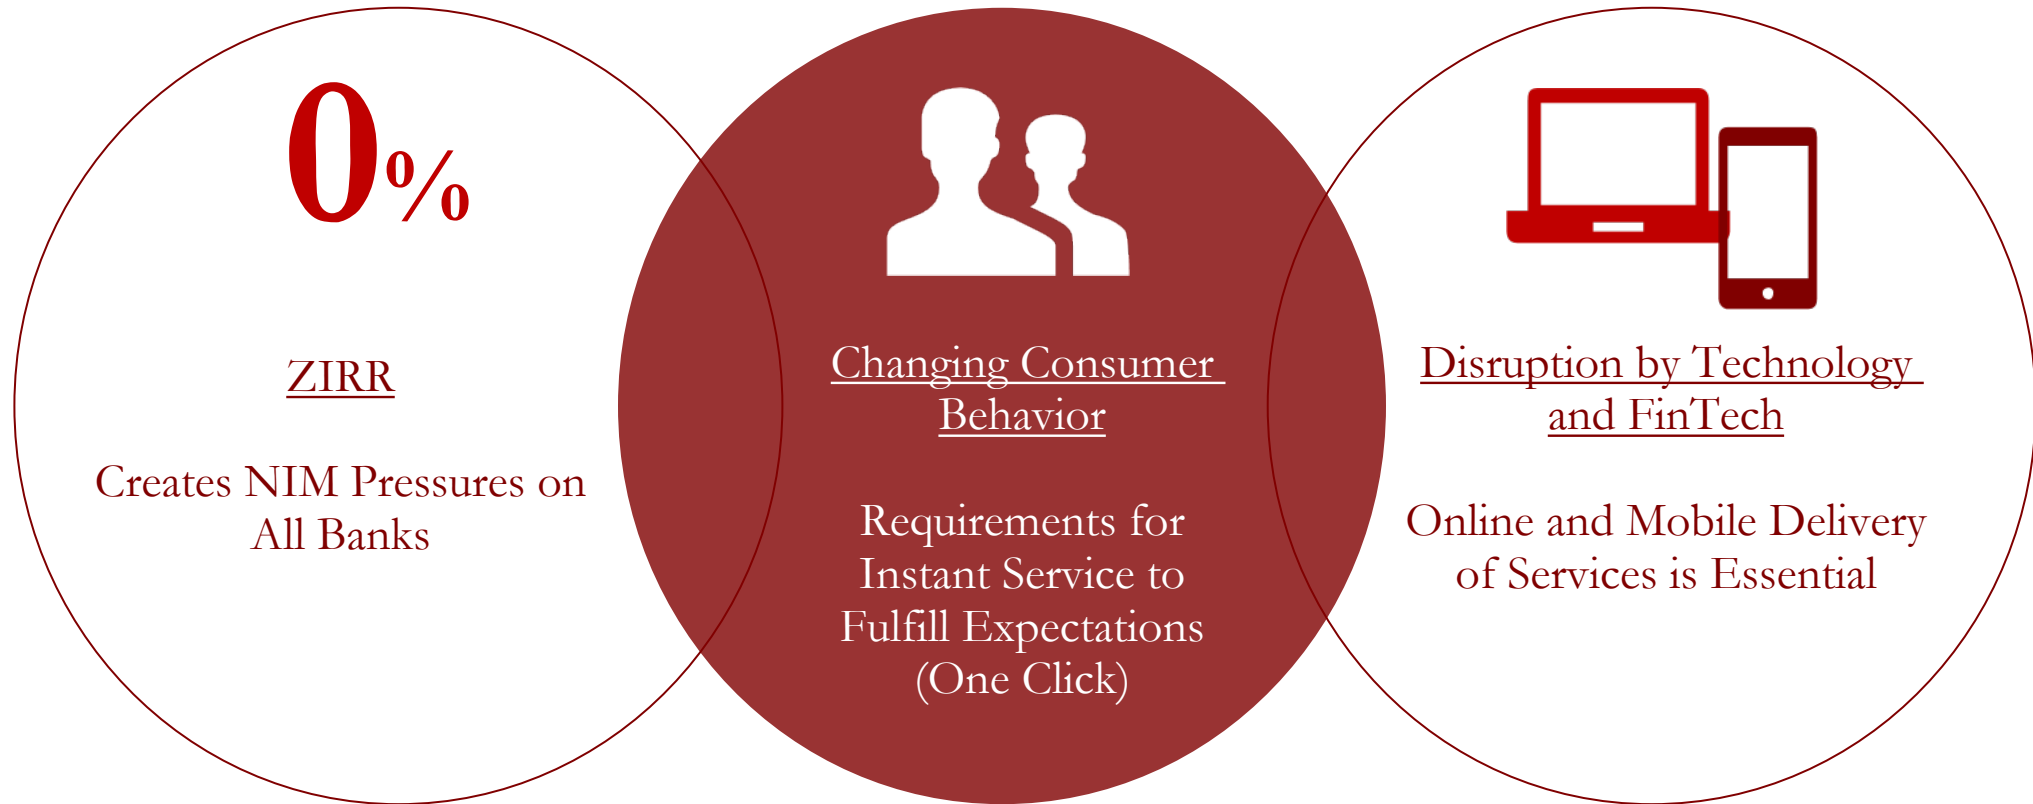 0%
ZIRR
Creates NIM Pressures on
All Banks
Changing Consumer
Behavior
Requirements for
Instant Service to
Fulfill Expectations
(One Click)
Disruption by Technology
and FinTech
Online and Mobile Delivery
of Services is Essential